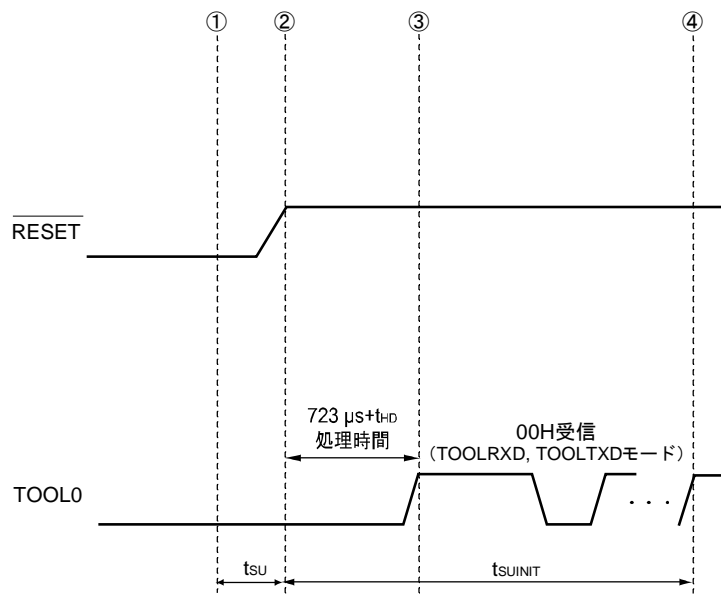 ① ② ③ ④
RESET
723 µs+tHD
処理時間
00H受信
（TOOLRXD, TOOLTXDモード）
TOOL0
. . .
tSU
tSUINIT